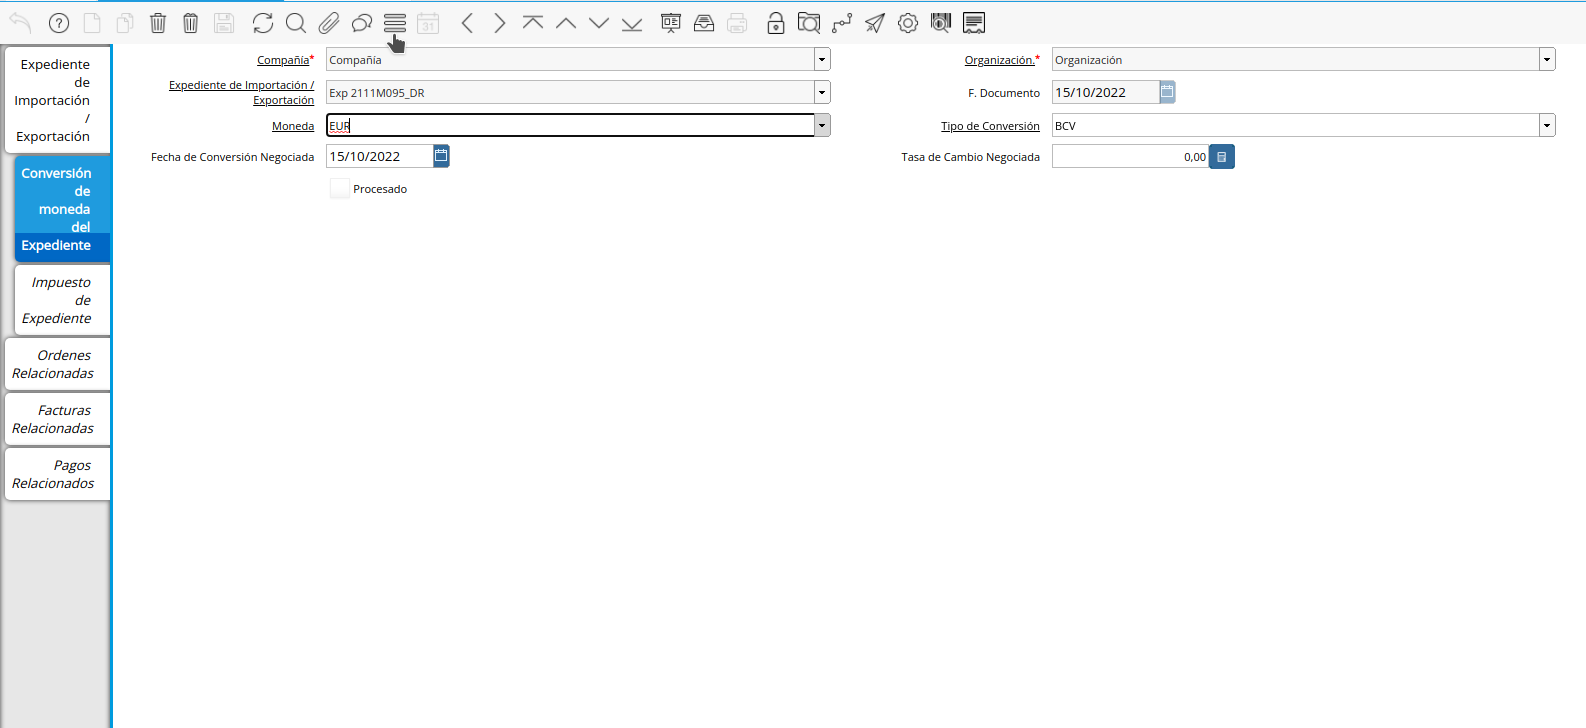 31
Expediente
de
Importación
/
Exportación
Conversión
de
moneda
del
Expediente
Impuesto
de
Expediente
Ordenes
Relacionadas
Facturas
Relacionadas
Pagos
Relacionados
Compañía* Compañía
Organización.* Organización
Expediente de Importación /
Exportación
Exp 2111M095_DR
F. Documento 15/10/2022
Moneda EUR
Tipo de Conversión BCV
Fecha de Conversión Negociada 15/10/2022
Tasa de Cambio Negociada 0,00
Procesado